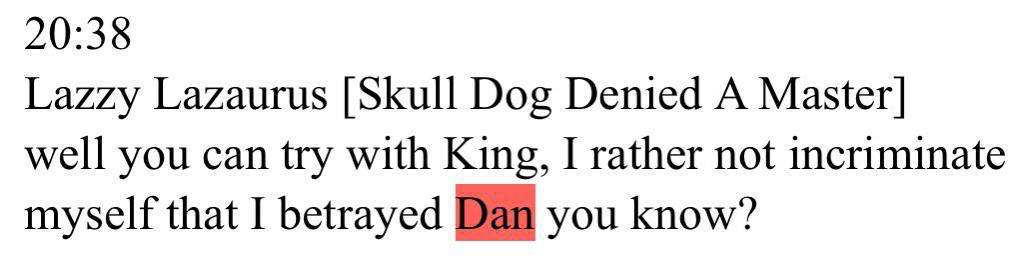 20:38
Lazzy Lazaurus [Skull Dog Denied A Master]
well you can try with King, I rather not incriminate
myself that I betrayed Dan you know?